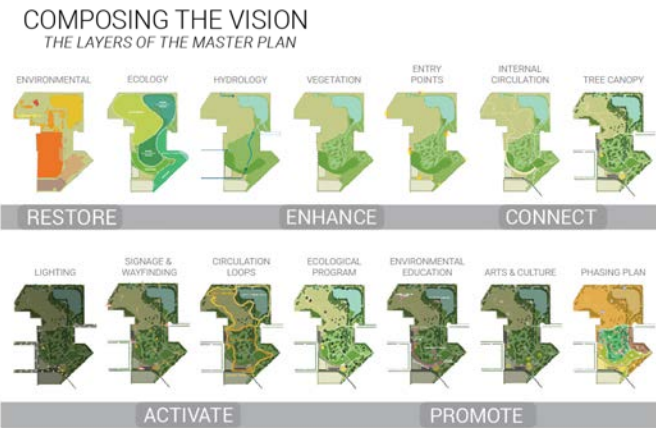 COMPOSING THE VISION
THE LAYERS OF THE MASTER PLAN
ENVIRONMENTAL
ECOLOGY
HYDROLOGY
VEGETATION
ENTRY
POINTS
INTERNAL
CIRCULATION
TREE CANOPY
RESTORE
ENHANCE
CONNECT
LIGHTING
SIGNAGE &
WAYFINDING
CIRCULATION
LOOPS
ECOLOGICAL
PROGRAM
ENVIRONMENTAL
EDUCATION
ARTS & CULTURE
PHASING PLAN
ACTIVATE
PROMOTE